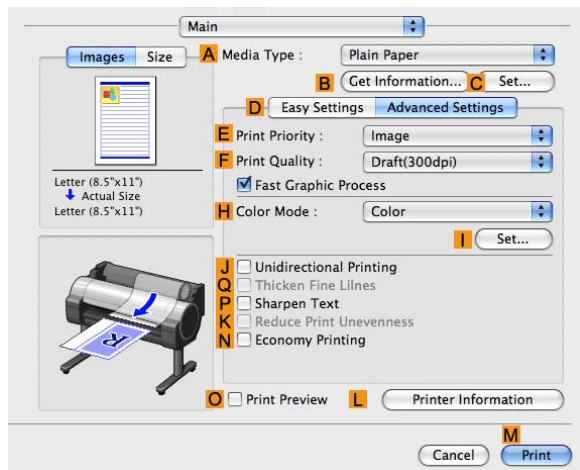 Main
Images Size
A Media Type : Plain Paper
B Get Information... C Set...
D Easy Settings Advanced Settings
E Print Priority : Image
F Print Quality : Draft(300dpi)
Fast Graphic Process
Letter (8.5"x11")
Actual Size
Letter (8.5"x11")
H Color Mode : Color
I Set...
J Unidirectional Printing
Q Thicken Fine Lilnes
P Sharpen Text
K Reduce Print Unevenness
N Economy Printing
R
O Print Preview L Printer Information
M
Cancel Print